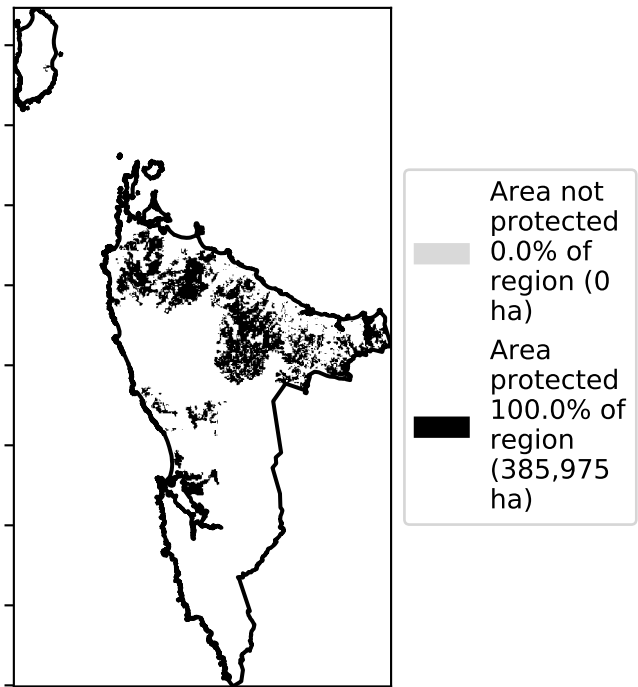 Area not
protected
0.0% of
region (0
ha)
Area
protected
100.0% of
region
(385,975
ha)